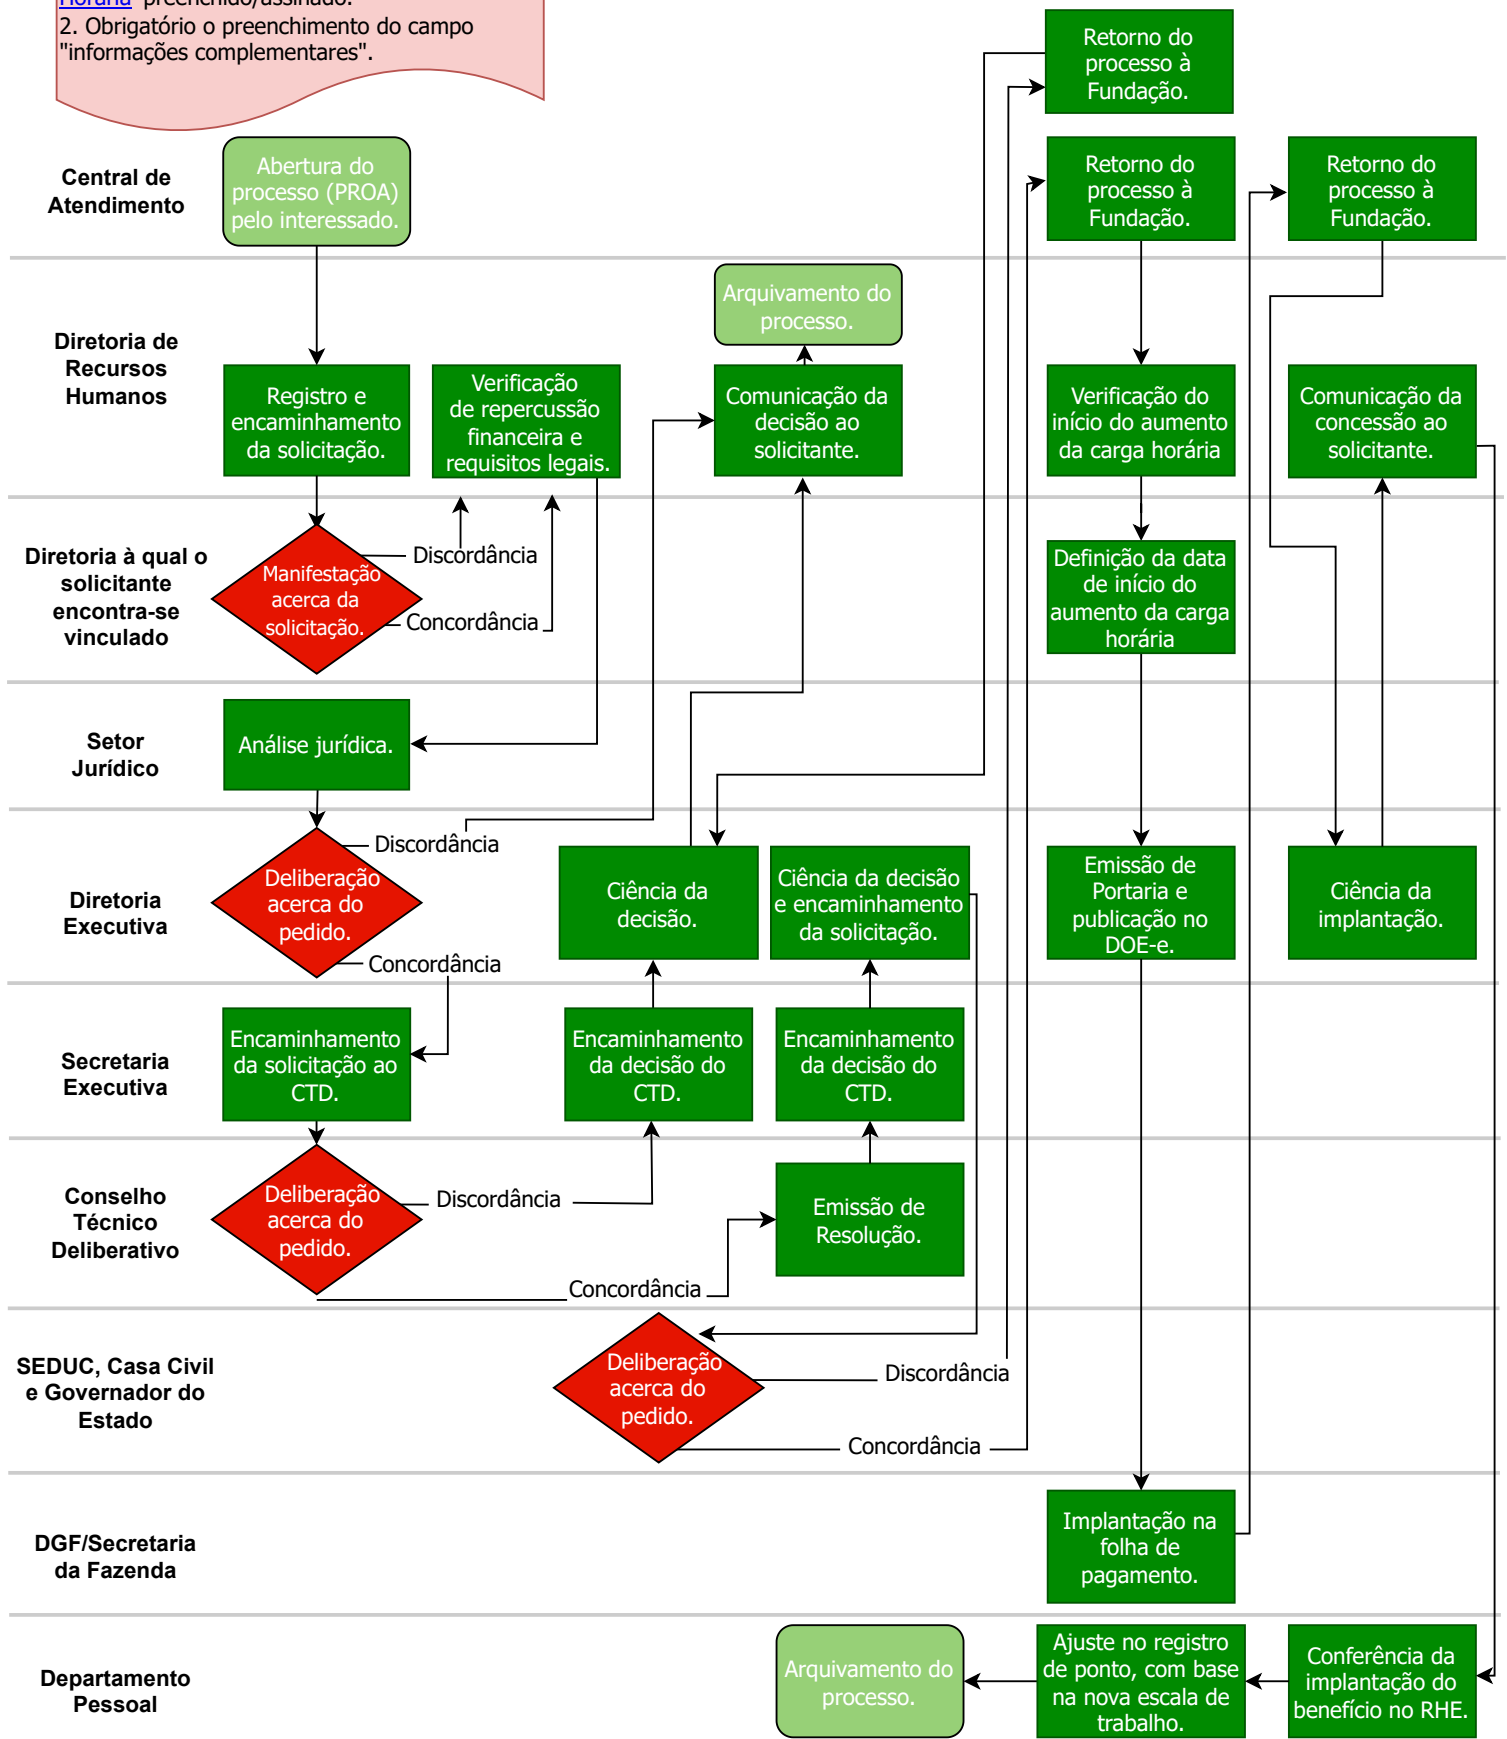 Horária preenchido/assinado.
2. Obrigatório o preenchimento do campo
"informações complementares".
Retorno do
processo à
Fundação.
Central de
Atendimento
Abertura do
processo (PROA)
pelo interessado.
Retorno do
processo à
Fundação.
Retorno do
processo à
Fundação.
Diretoria de
Recursos
Humanos
Arquivamento do
processo.
Registro e
encaminhamento
da solicitação.
Verificação
de repercussão
financeira e
requisitos legais.
Comunicação da
decisão ao
solicitante.
Verificação do
início do aumento
da carga horária
Comunicação da
concessão ao
solicitante.
Diretoria à qual o
solicitante
encontra-se
vinculado
Manifestação
acerca da
solicitação.
Discordância
Concordância
Definição da data
de início do
aumento da carga
horária
Setor
Jurídico
Análise jurídica.
Diretoria
Executiva
Deliberação
acerca do
pedido.
Discordância
Concordância
Ciência da
decisão.
Ciência da decisão
e encaminhamento
da solicitação.
Emissão de
Portaria e
publicação no
DOE-e.
Ciência da
implantação.
Secretaria
Executiva
Encaminhamento
da solicitação ao
CTD.
Encaminhamento
da decisão do
CTD.
Encaminhamento
da decisão do
CTD.
Conselho
Técnico
Deliberativo
Deliberação
acerca do
pedido.
Discordância
Concordância
Emissão de
Resolução.
SEDUC, Casa Civil
e Governador do
Estado
Deliberação
acerca do
pedido.
Discordância
Concordância
DGF/Secretaria
da Fazenda
Implantação na
folha de
pagamento.
Departamento
Pessoal
Arquivamento do
processo.
Ajuste no registro
de ponto, com base
na nova escala de
trabalho.
Conferência da
implantação do
benefício no RHE.